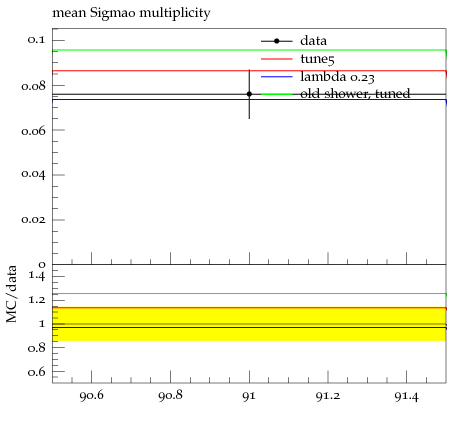 mean Sigma0 multiplicity
0.1
0.08
0.06
0.04
0.02
0
data
tune5
lambda 0.23
old shower, tuned
MC/data
1.4
1.2
1
0.8
0.6
90.6 90.8 91 91.2 91.4